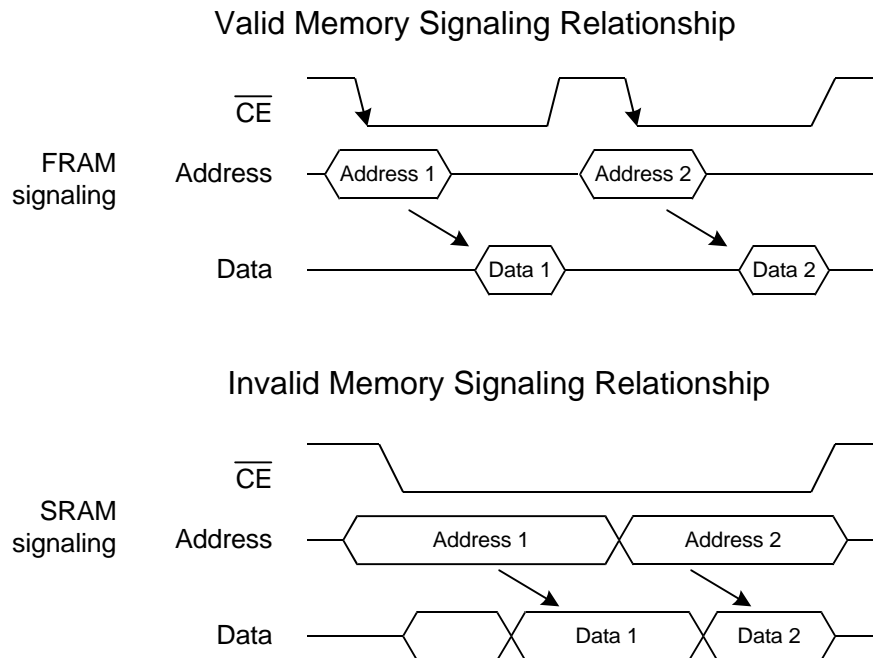 Valid Memory Signaling Relationship
CE
FRAM
signaling
Address
Address 1
Address 2
Data
Data 1
Data 2
Invalid Memory Signaling Relationship
CE
SRAM
signaling
Address
Address 1
Address 2
Data
Data 1
Data 2